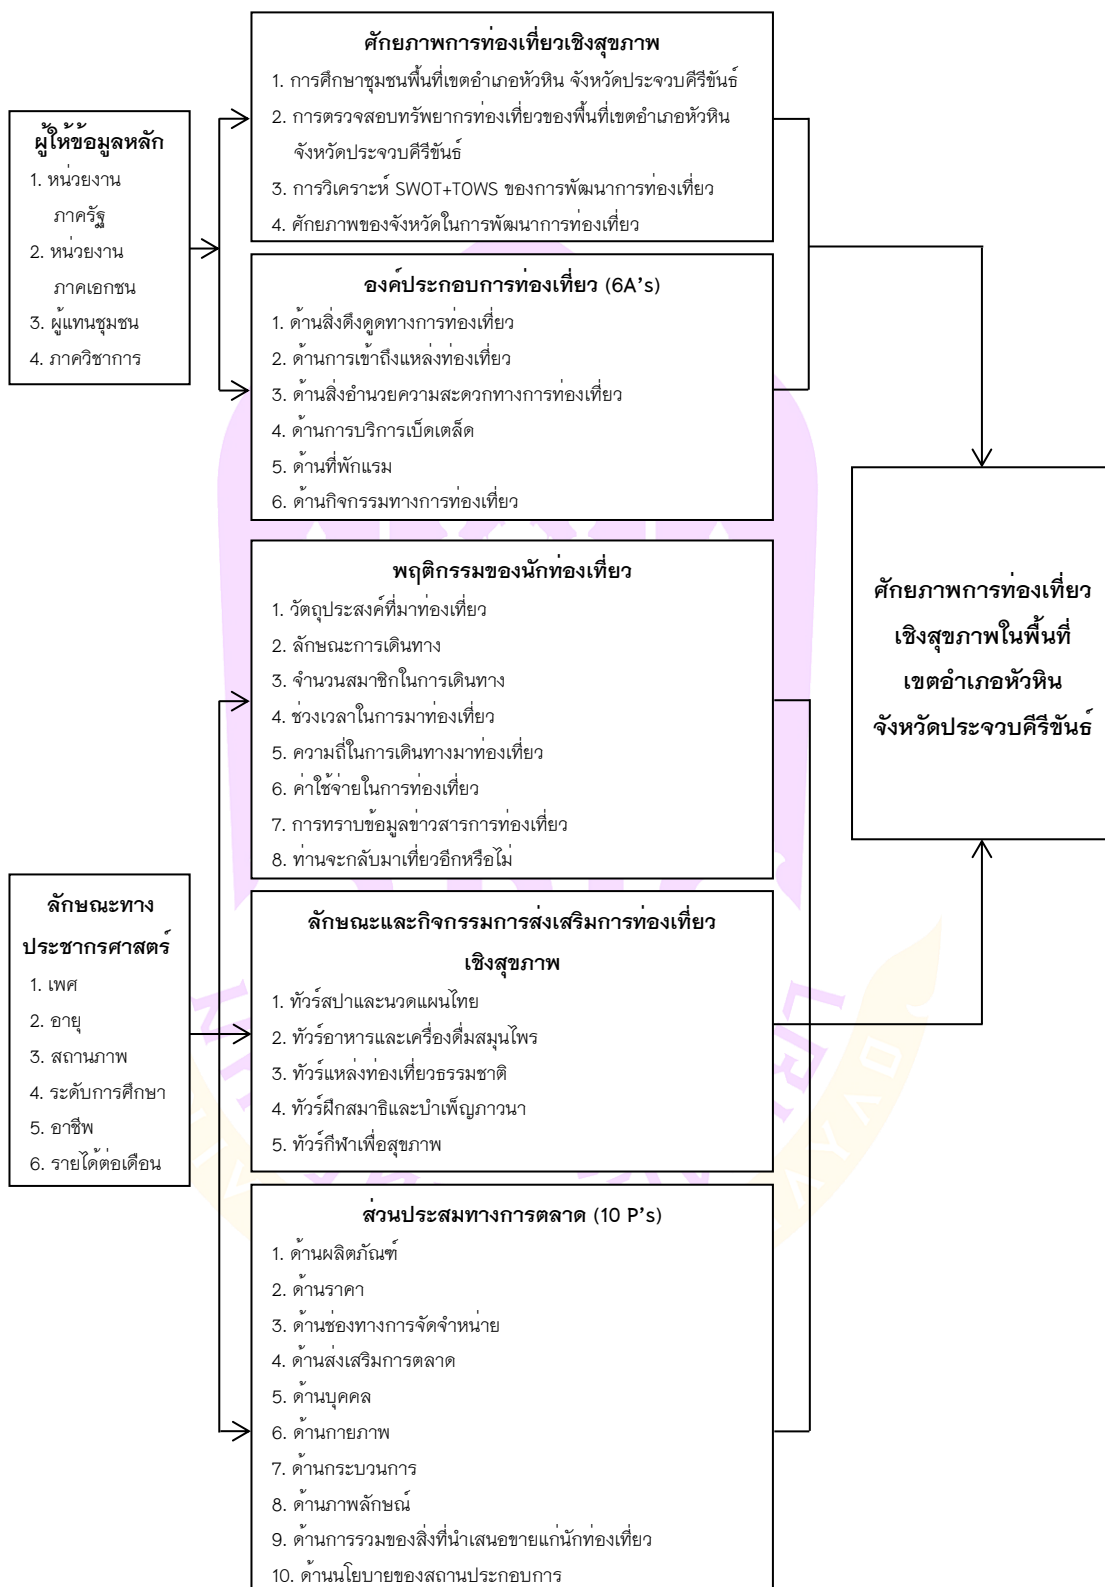 ศักยภาพการท่องเที่ยวเชิงสุขภาพ
1. การศึกษาชุมชนพื้นที่เขตอำเภอหัวหิน จังหวัดประจวบคีรีขันธ์
2. การตรวจสอบทรัพยากรท่องเที่ยวของพื้นที่เขตอำเภอหัวหิน
จังหวัดประจวบคีรีขันธ์
3. การวิเคราะห์ SWOT+TOWS ของการพัฒนาการท่องเที่ยว
4. ศักยภาพของจังหวัดในการพัฒนาการท่องเที่ยว
ผู้ให้ข้อมูลหลัก
1. หน่วยงาน
ภาครัฐ
2. หน่วยงาน
ภาคเอกชน
3. ผู้แทนชุมชน
4. ภาควิชาการ
องค์ประกอบการท่องเที่ยว (6A's)
1. ด้านสิ่งดึงดูดทางการท่องเที่ยว
2. ด้านการเข้าถึงแหล่งท่องเที่ยว
3. ด้านสิ่งอำนวยความสะดวกทางการท่องเที่ยว
4. ด้านการบริการเบ็ดเตล็ด
5. ด้านที่พักแรม
6. ด้านกิจกรรมทางการท่องเที่ยว
พฤติกรรมของนักท่องเที่ยว
1. วัตถุประสงค์ที่มาท่องเที่ยว
2. ลักษณะการเดินทาง
3. จำนวนสมาชิกในการเดินทาง
4. ช่วงเวลาในการมาท่องเที่ยว
5. ความถี่ในการเดินทางมาท่องเที่ยว
6. ค่าใช้จ่ายในการท่องเที่ยว
7. การทราบข้อมูลข่าวสารการท่องเที่ยว
8. ท่านจะกลับมาเที่ยวอีกหรือไม่
ศักยภาพการท่องเที่ยว
เชิงสุขภาพในพื้นที่
เขตอำเภอหัวหิน
จังหวัดประจวบคีรีขันธ์
ลักษณะทาง
ประชากรศาสตร์
1. เพศ
2. อายุ
3. สถานภาพ
4. ระดับการศึกษา
5. อาชีพ
6. รายได้ต่อเดือน
ลักษณะและกิจกรรมการส่งเสริมการท่องเที่ยว
เชิงสุขภาพ
1. ทัวร์สปาและนวดแผนไทย
2. ทัวร์อาหารและเครื่องดื่มสมุนไพร
3. ทัวร์แหล่งท่องเที่ยวธรรมชาติ
4. ทัวร์ฝึกสมาธิและบำเพ็ญภาวนา
5. ทัวร์กีฬาเพื่อสุขภาพ
ส่วนประสมทางการตลาด (10 P's)
1. ด้านผลิตภัณฑ์
2. ด้านราคา
3. ด้านช่องทางการจัดจำหน่าย
4. ด้านส่งเสริมการตลาด
5. ด้านบุคคล
6. ด้านกายภาพ
7. ด้านกระบวนการ
8. ด้านภาพลักษณ์
9. ด้านการรวมของสิ่งที่นำเสนอขายแก่นักท่องเที่ยว
10. ด้านนโยบายของสถานประกอบการ